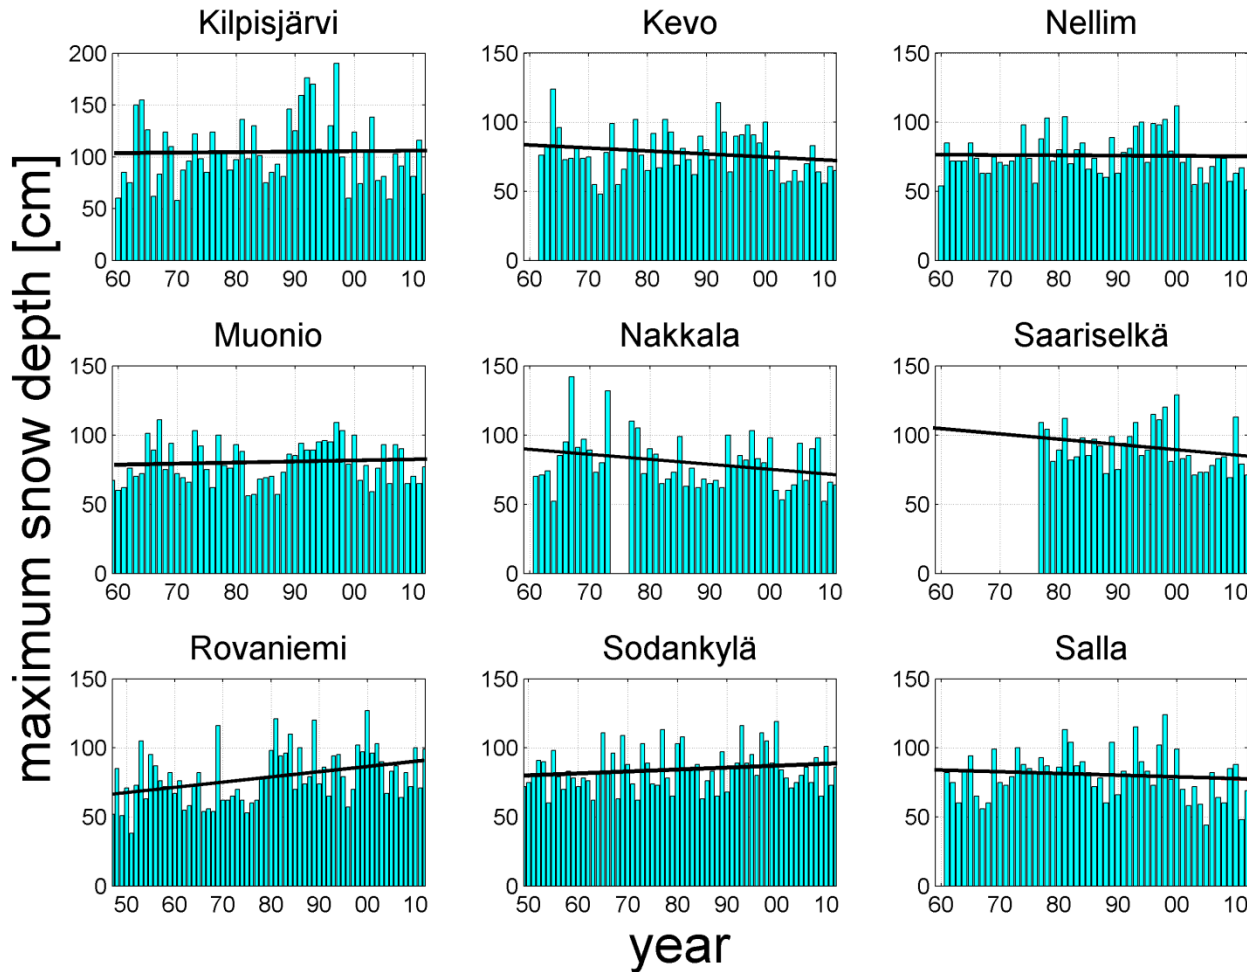 Kilpisjärvi Kevo Nellim
200 150 150
150
100 100
100
50 50
50
0 0 0
60 70 80 90 00 10 60 70 80 90 00 10 60 70 80 90 00 10
Muonio Nakkala Saariselkä
150 150 150
100 100 100
50 50 50
0 0 0
60 70 80 90 00 10 60 70 80 90 00 10 60 70 80 90 00 10
Rovaniemi Sodankylä Salla
150 150 150
100 100 100
50 50 50
0 0 0
50 60 70 80 90 00 10 50 60 70 80 90 00 10 60 70 80 90 00 10
maximum snow depth [cm]
year